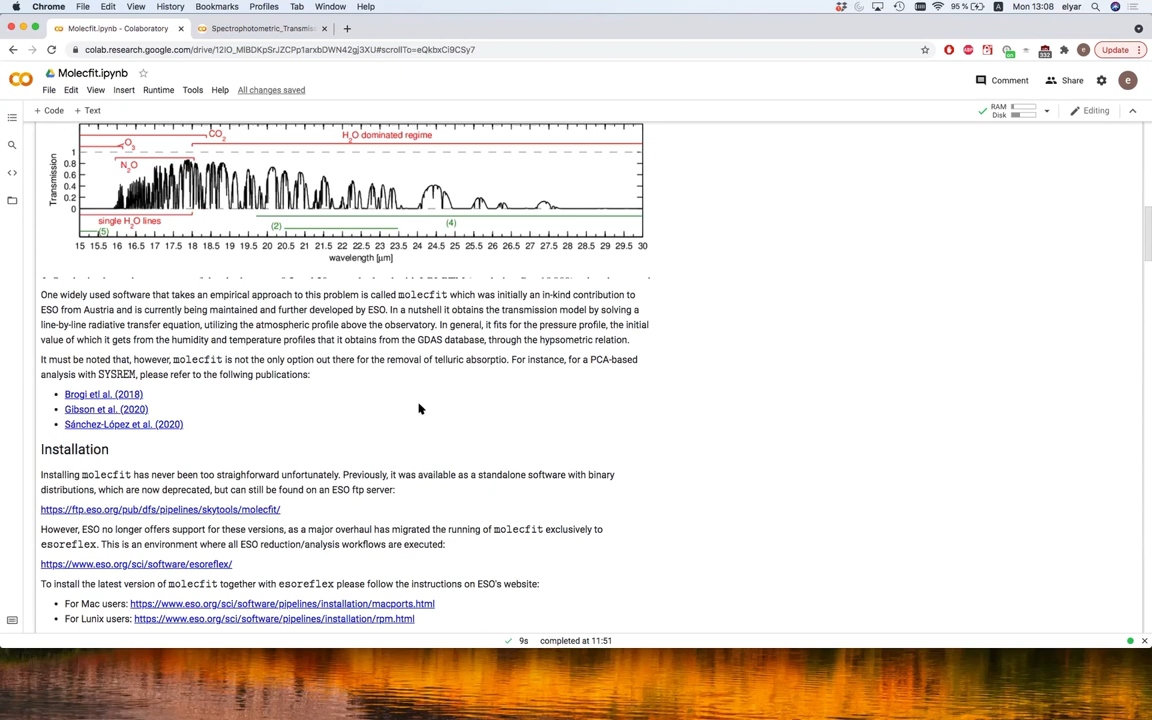 Chrome File Edit View History Bookmarks Profiles Tab Window Help 95 % A Mon 13:08 elyar
Molecfit.ipynb - Colaboratory
Spectrophotometric_Transmis
colab.research.google.com/drive/12IO_MlBDKpSrJZCPp1arxbDWN42gj3XU#scrollTo=eQkbxCi9CSy7
ABP
332
e
Update
Molecfit.ipynb
Comment Share e
File Edit View Insert Runtime Tools Help All changes saved
+ Code + Text
RAM
Disk
Editing
CO2
H2O dominated regime
O3
N2O
Transmission
1
0.8
0.6
0.4
0.2
0
single H2O lines
(5)
(2)
(4)
15 15.5 16 16.5 17 17.5 18 18.5 19 19.5 20 20.5 21 21.5 22 22.5 23 23.5 24 24.5 25 25.5 26 26.5 27 27.5 28 28.5 29 29.5 30
wavelength [μm]
One widely used software that takes an empirical approach to this problem is called molecfit which was initially an in-kind contribution to
ESO from Austria and is currently being maintained and further developed by ESO. In a nutshell it obtains the transmission model by solving a
line-by-line radiative transfer equation, utilizing the atmospheric profile above the observatory. In general, it fits for the pressure profile, the initial
value of which it gets from the humidity and temperature profiles that it obtains from the GDAS database, through the hypsometric relation.
It must be noted that, however, molecfit is not the only option out there for the removal of telluric absorptio. For instance, for a PCA-based
analysis with SYSREM, please refer to the follwing publications:
• Brogi etl al. (2018)
• Gibson et al. (2020)
• Sánchez-López et al. (2020)
Installation
Installing molecfit has never been too straighforward unfortunately. Previously, it was available as a standalone software with binary
distributions, which are now deprecated, but can still be found on an ESO ftp server:
https://ftp.eso.org/pub/dfs/pipelines/skytools/molecfit/
However, ESO no longer offers support for these versions, as a major overhaul has migrated the running of molecfit exclusively to
esoreflex. This is an environment where all ESO reduction/analysis workflows are executed:
https://www.eso.org/sci/software/esoreflex/
To install the latest version of molecfit together with esoreflex please follow the instructions on ESO's website:
• For Mac users: https://www.eso.org/sci/software/pipelines/installation/macports.html
• For Lunix users: https://www.eso.org/sci/software/pipelines/installation/rpm.html
9s completed at 11:51